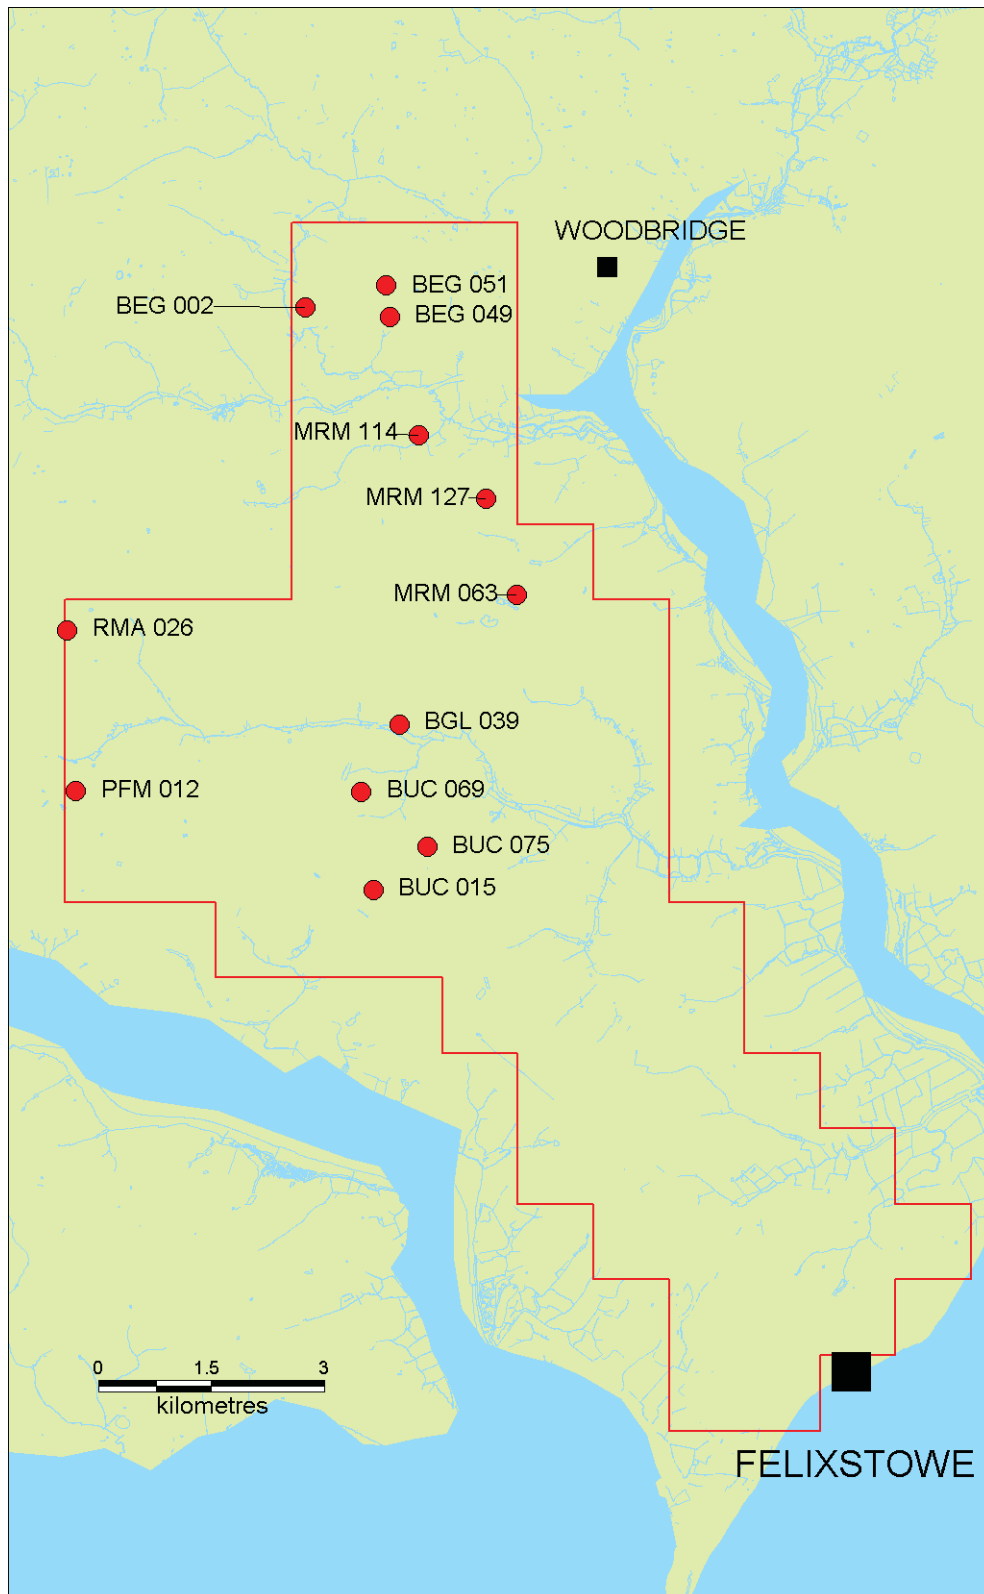 WOODBRIDGE
BEG 051
BEG 002
BEG 049
MRM 114
MRM 127
MRM 063
RMA 026
BGL 039
PFM 012
BUC 069
BUC 075
BUC 015
0 1.5 3
kilometres
FELIXSTOWE